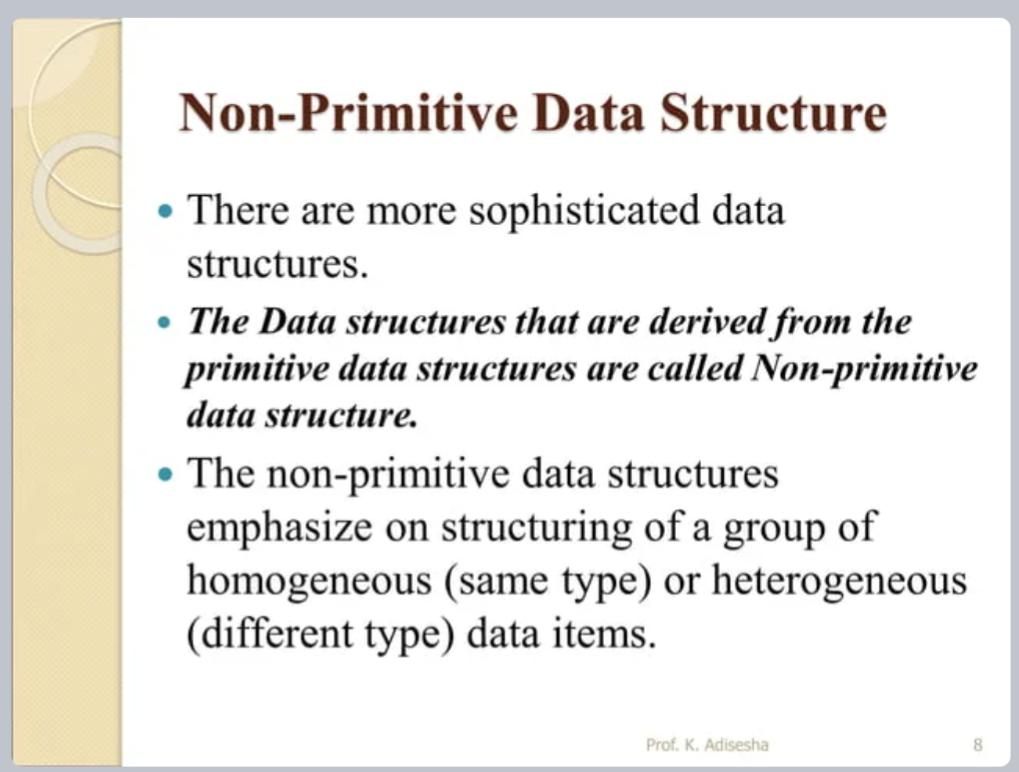 Non-Primitive Data Structure
• There are more sophisticated data
structures.
• The Data structures that are derived from the
primitive data structures are called Non-primitive
data structure.
• The non-primitive data structures
emphasize on structuring of a group of
homogeneous (same type) or heterogeneous
(different type) data items.
Prof. K. Adisesha 8